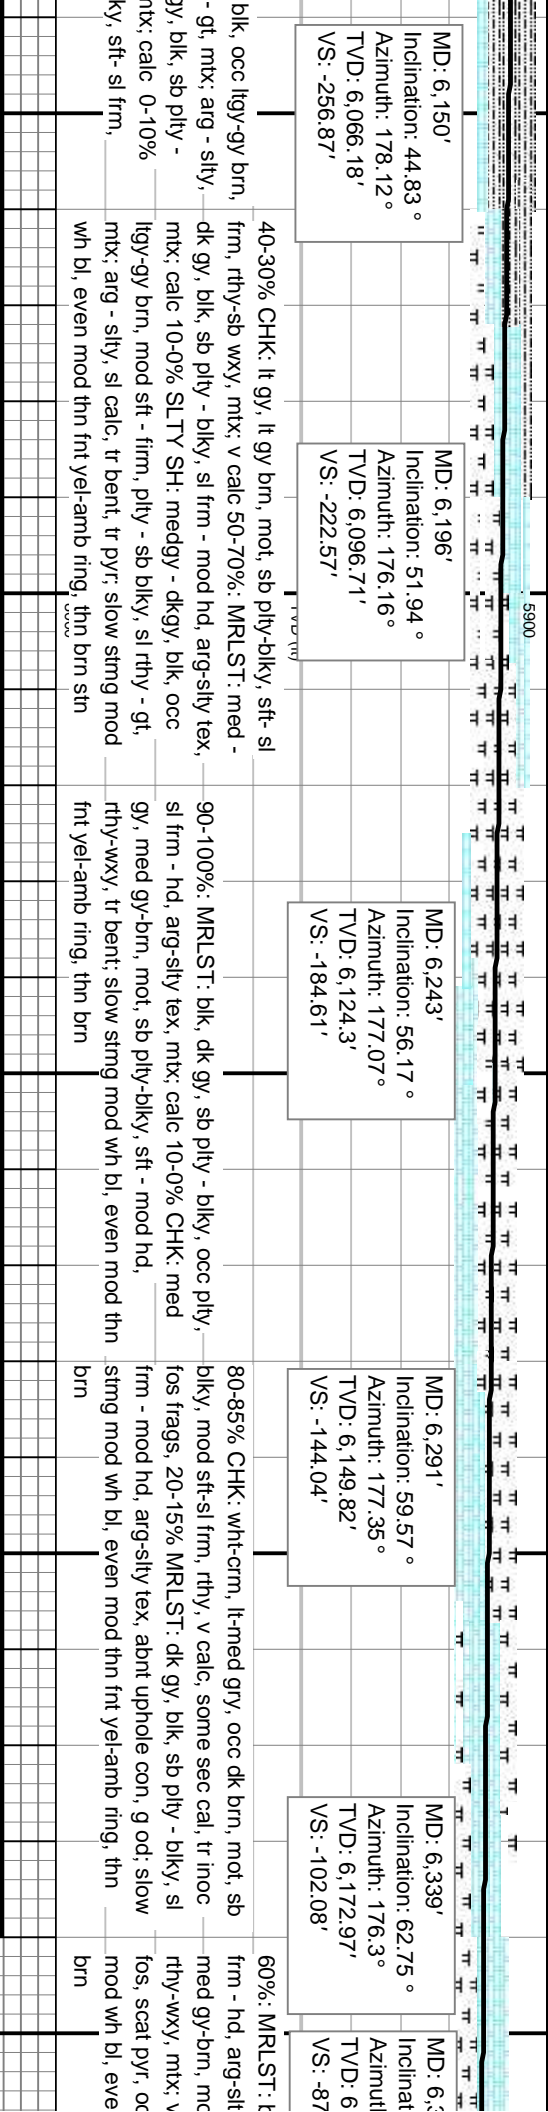 blk, occ ltgy-gy brn,
- gt, mtx; arg - slty,
gy, blk, sb plty -
mtx; calc 0-10%
ky, sft- sl frm,
MD: 6,150'
Inclination: 44.83 °
Azimuth: 178.12°
TVD: 6,066.18'
VS: -256.87'
40-30% CHK: lt gy, lt gy brn, mot, sb plty-blky, sft- sl
frm, rthy-sb wxy, mtx; v calc 50-70%: MRLST: med -
dk gy, blk, sb plty - blky, sl frm - mod hd, arg-slty tex,
mtx; calc 10-0% SLTY SH: medgy - dkgy, blk, occ
ltgy-gy brn, mod sft - firm, plty - sb blky, sl rthy - gt,
mtx; arg - slty, sl calc, tr bent, tr pyr; slow stmg mod
wh bl, even mod thn fnt yel-amb ring, thn brn stn
MD: 6,196'
Inclination: 51.94 °
Azimuth: 176.16°
TVD: 6,096.71'
VS: -222.57'
5900
90-100%: MRLST: blk, dk gy, sb plty - blky, occ plty,
sl frm - hd, arg-slty tex, mtx; calc 10-0% CHK: med
gy, med gy-brn, mot, sb plty-blky, sft - mod hd,
rthy-wxy, tr bent; slow stmg mod wh bl, even mod thn
fnt yel-amb ring, thn brn
MD: 6,243'
Inclination: 56.17 °
Azimuth: 177.07°
TVD: 6,124.3'
VS: -184.61'
80-85% CHK: wht-crm, lt-med gry, occ dk brn, mot, sb
blky, mod sft-sl frm, rthy, v calc, some sec cal, tr inoc
fos frags, 20-15% MRLST: dk gy, blk, sb plty - blky, sl
frm - mod hd, arg-slty tex, abnt uphole con, g od; slow
stmg mod wh bl, even mod thn fnt yel-amb ring, thn
brn
MD: 6,291'
Inclination: 59.57 °
Azimuth: 177.35°
TVD: 6,149.82'
VS: -144.04'
MD: 6,339'
Inclination: 62.75 °
Azimuth: 176.3°
TVD: 6,172.97'
VS: -102.08'
60%: MRLST: b
frm - hd, arg-slt
med gy-brn, mo
rthy-wxy, mtx; v
fos, scat pyr, oc
mod wh bl, eve
brn
MD: 6,3
Inclinat
Azimut
TVD: 6
VS: -87